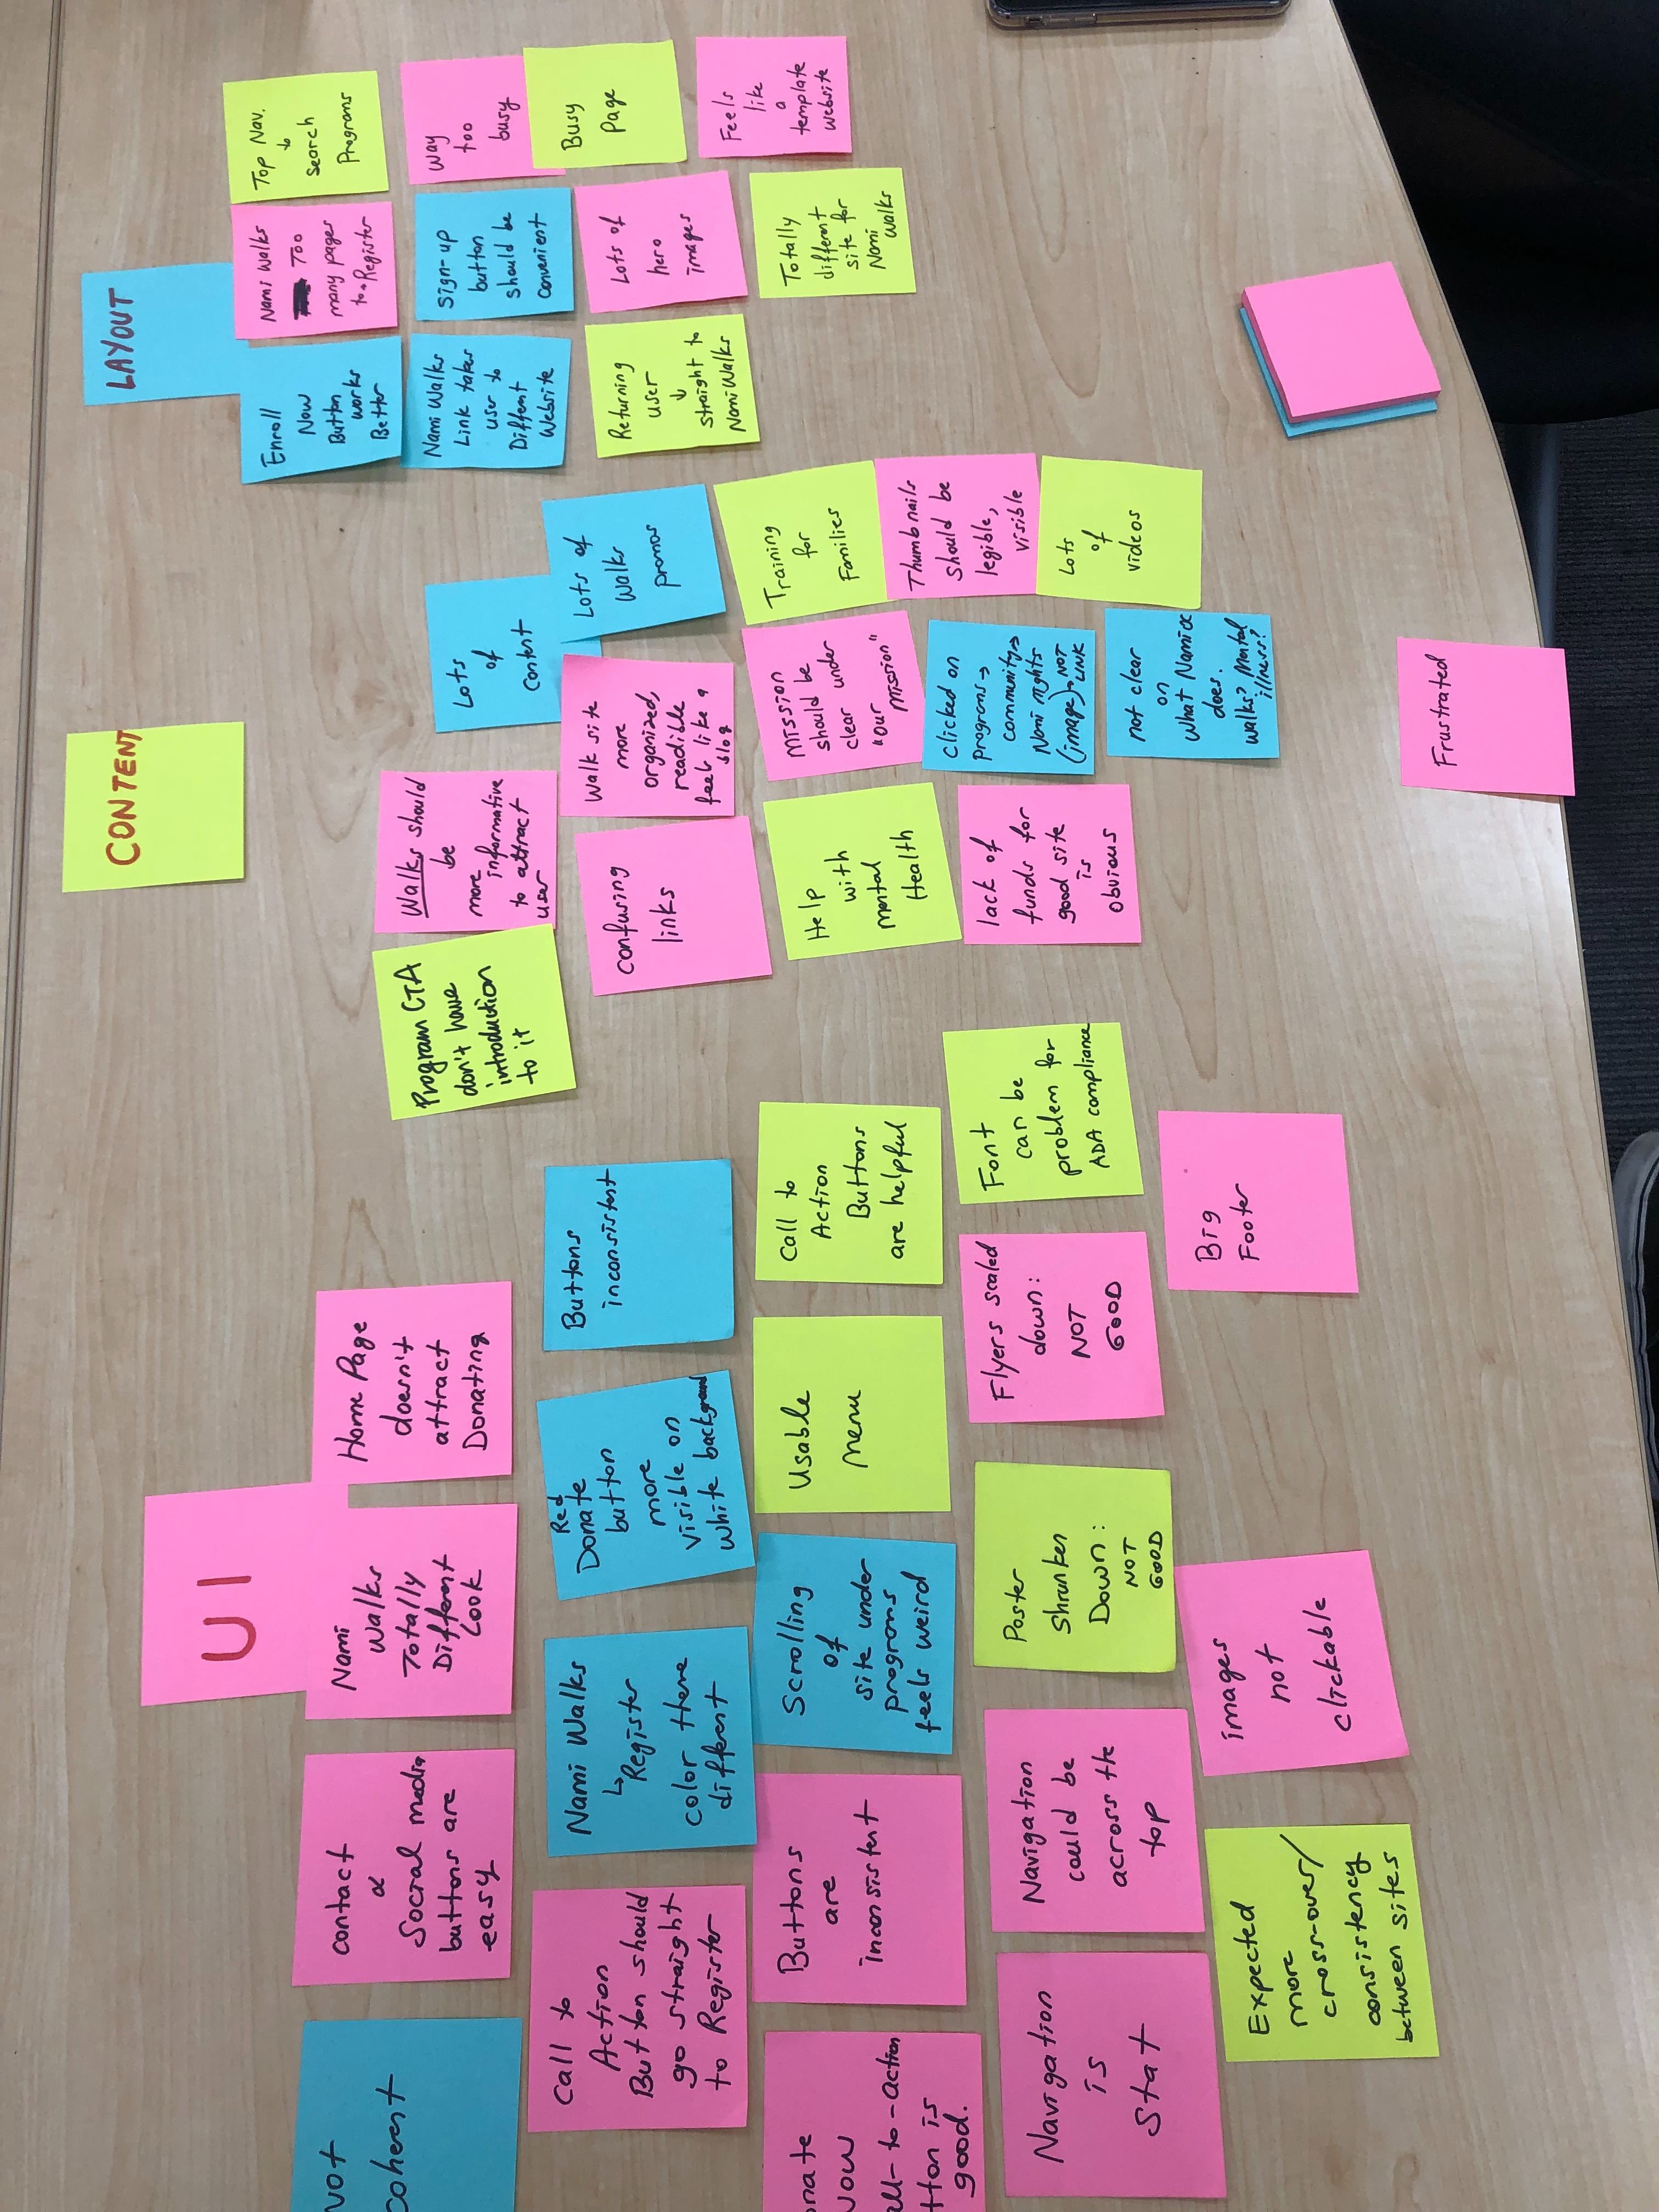 UI
Not
coherent
contact
&
Social media
buttons are
easy
Nami
Walks
Totally
Different
Look
Home Page
doesn't
attract
Donating
Call to
Action
Button should
go straight
to Register
Nami Walks
↳Register
color there
different
Red
Donate
button
more
visible on
white background
Buttons
inconsistent
nate
now
all-to-action
tton is
good.
Buttons
are
inconsistent
Scrolling
of
site under
programs
feels weird
Usable
menu
Call to
Action
Buttons
are helpful
Navigation
is
Stat
Navigation
could be
across the
top
Poster
Shrunken
Down:
NOT
GOOD
Flyers scaled
down:
NOT
GOOD
Font
can be
problem for
ADA compliance
Expected
more
cross-over/
consistency
between sites
images
not
clickable
Big
Footer
CONTENT
Program CTA
don't have
introduction
to it
Walks should
be
more
informative
to attract
user
Lots
of
Content
Lots of
Walks
promos
Confusing
links
Walk site
more
organized,
readible
feel like a
blog
Training
for
Families
Help
with
mental
Health
Mission
should be
clear under
"our
mission"
Thumbnails
should be
legible,
visible
lack of
funds for
good site
is
obvious
Clicked on
Programs→
community→
Nami nights
(image)→NOT
LINK
not clear
on
what Namioc
does.
walks? Mental
illness?
Lots
of
videos
Frustrated
LAYOUT
Enroll
Now
Button
works
Better
Nami Walks
Too
many pages
to Register
Top Nav.
↓
search
Programs
Nami Walks
Link takes
user to
Different
Website
Sign-up
button
should be
convenient
Way
too
busy
Returning
user
↓
straight to
Nami Walks
Lots of
hero
images
Busy
Page
Totally
different
site for
Nami
Walks
Feels
like
a
template
website